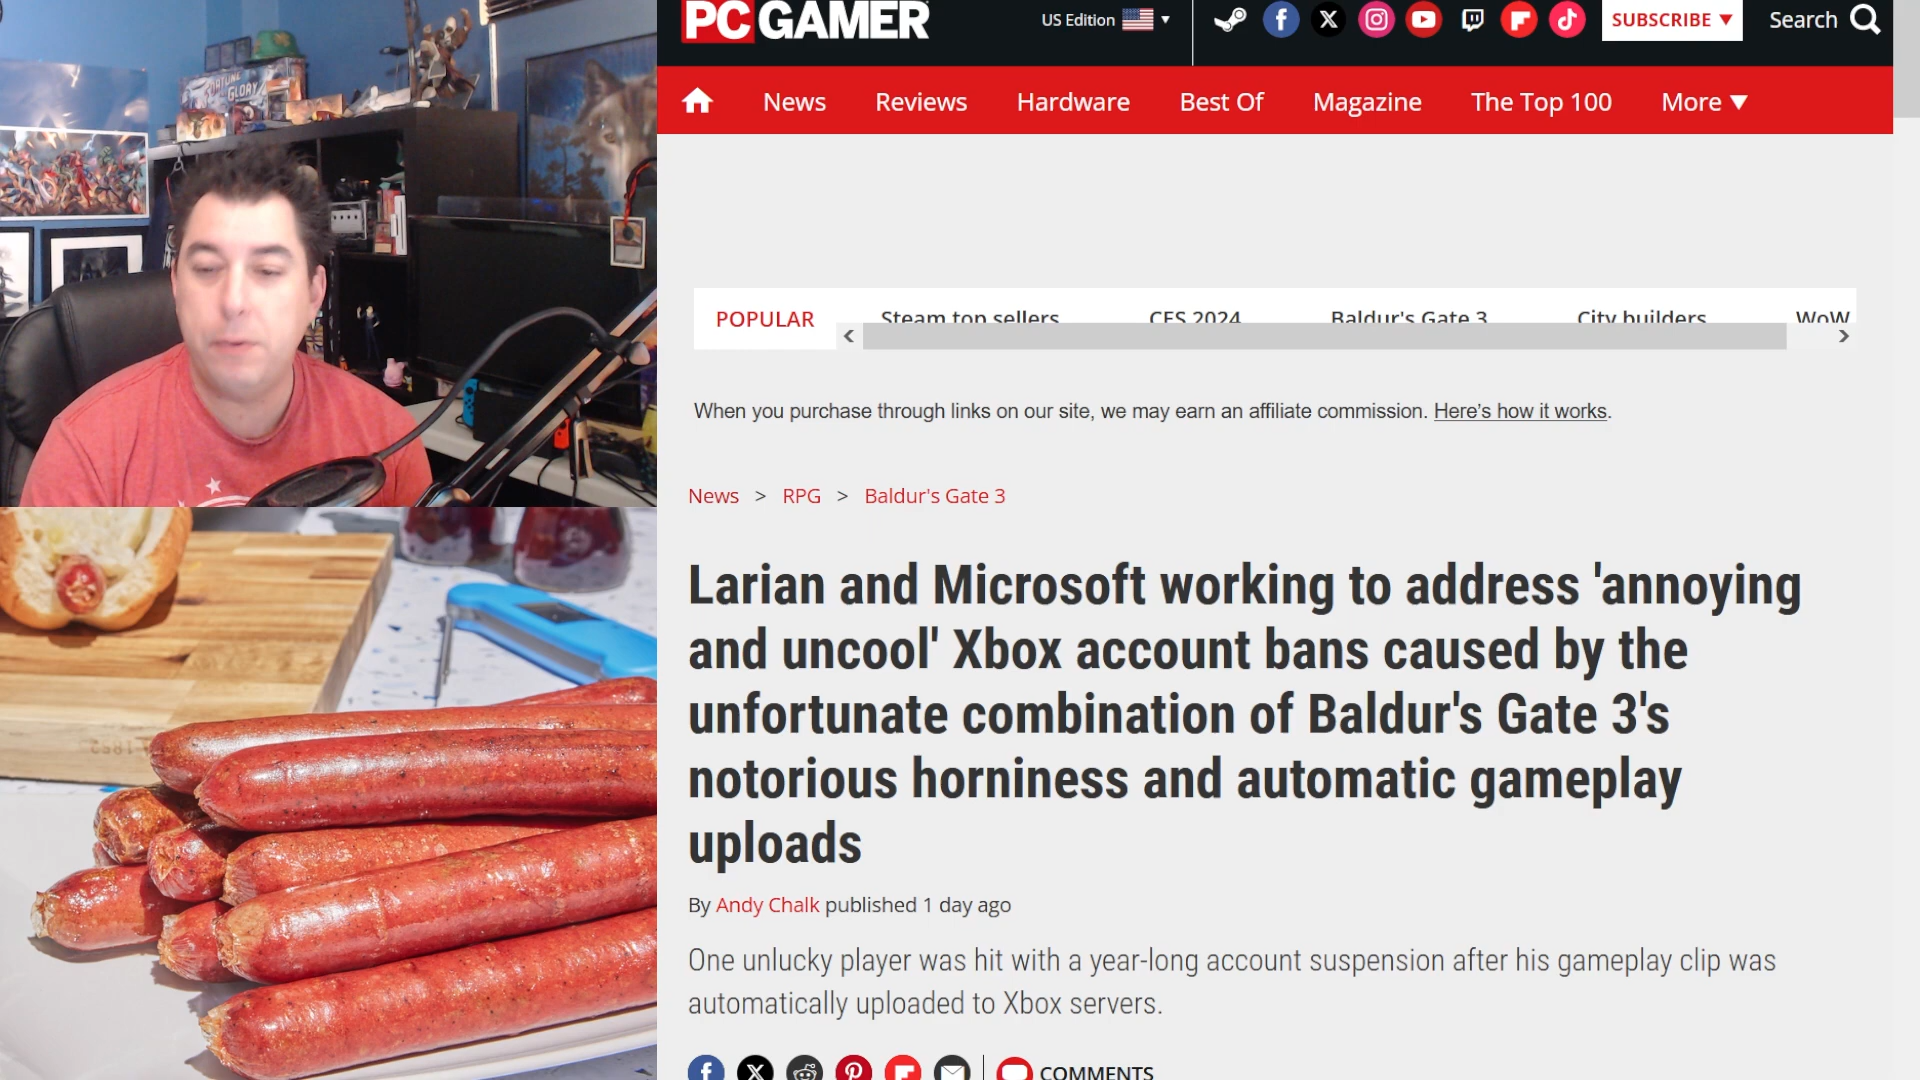 PC GAMER
US Edition
SUBSCRIBE
Search
News
Reviews
Hardware
Best Of
Magazine
The Top 100
More
FORTUNE
GLORY
POPULAR
Steam top sellers
CES 2024
Baldur's Gate 3
City builders
WoW
When you purchase through links on our site, we may earn an affiliate commission. Here's how it works.
News > RPG > Baldur's Gate 3
Larian and Microsoft working to address 'annoying
and uncool' Xbox account bans caused by the
unfortunate combination of Baldur's Gate 3's
notorious horniness and automatic gameplay
uploads
By Andy Chalk published 1 day ago
One unlucky player was hit with a year-long account suspension after his gameplay clip was
automatically uploaded to Xbox servers.
COMMENTS